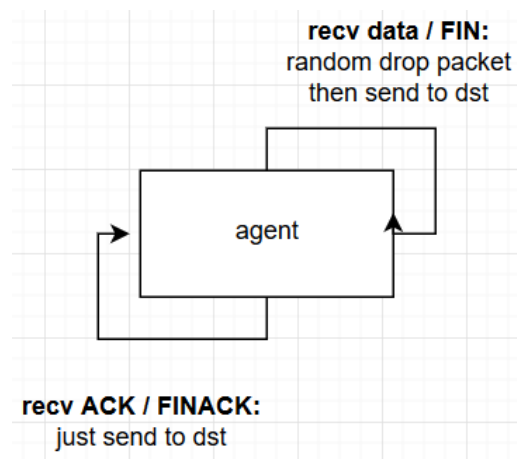 recv data / FIN:
random drop packet
then send to dst
agent
recv ACK / FINACK:
just send to dst